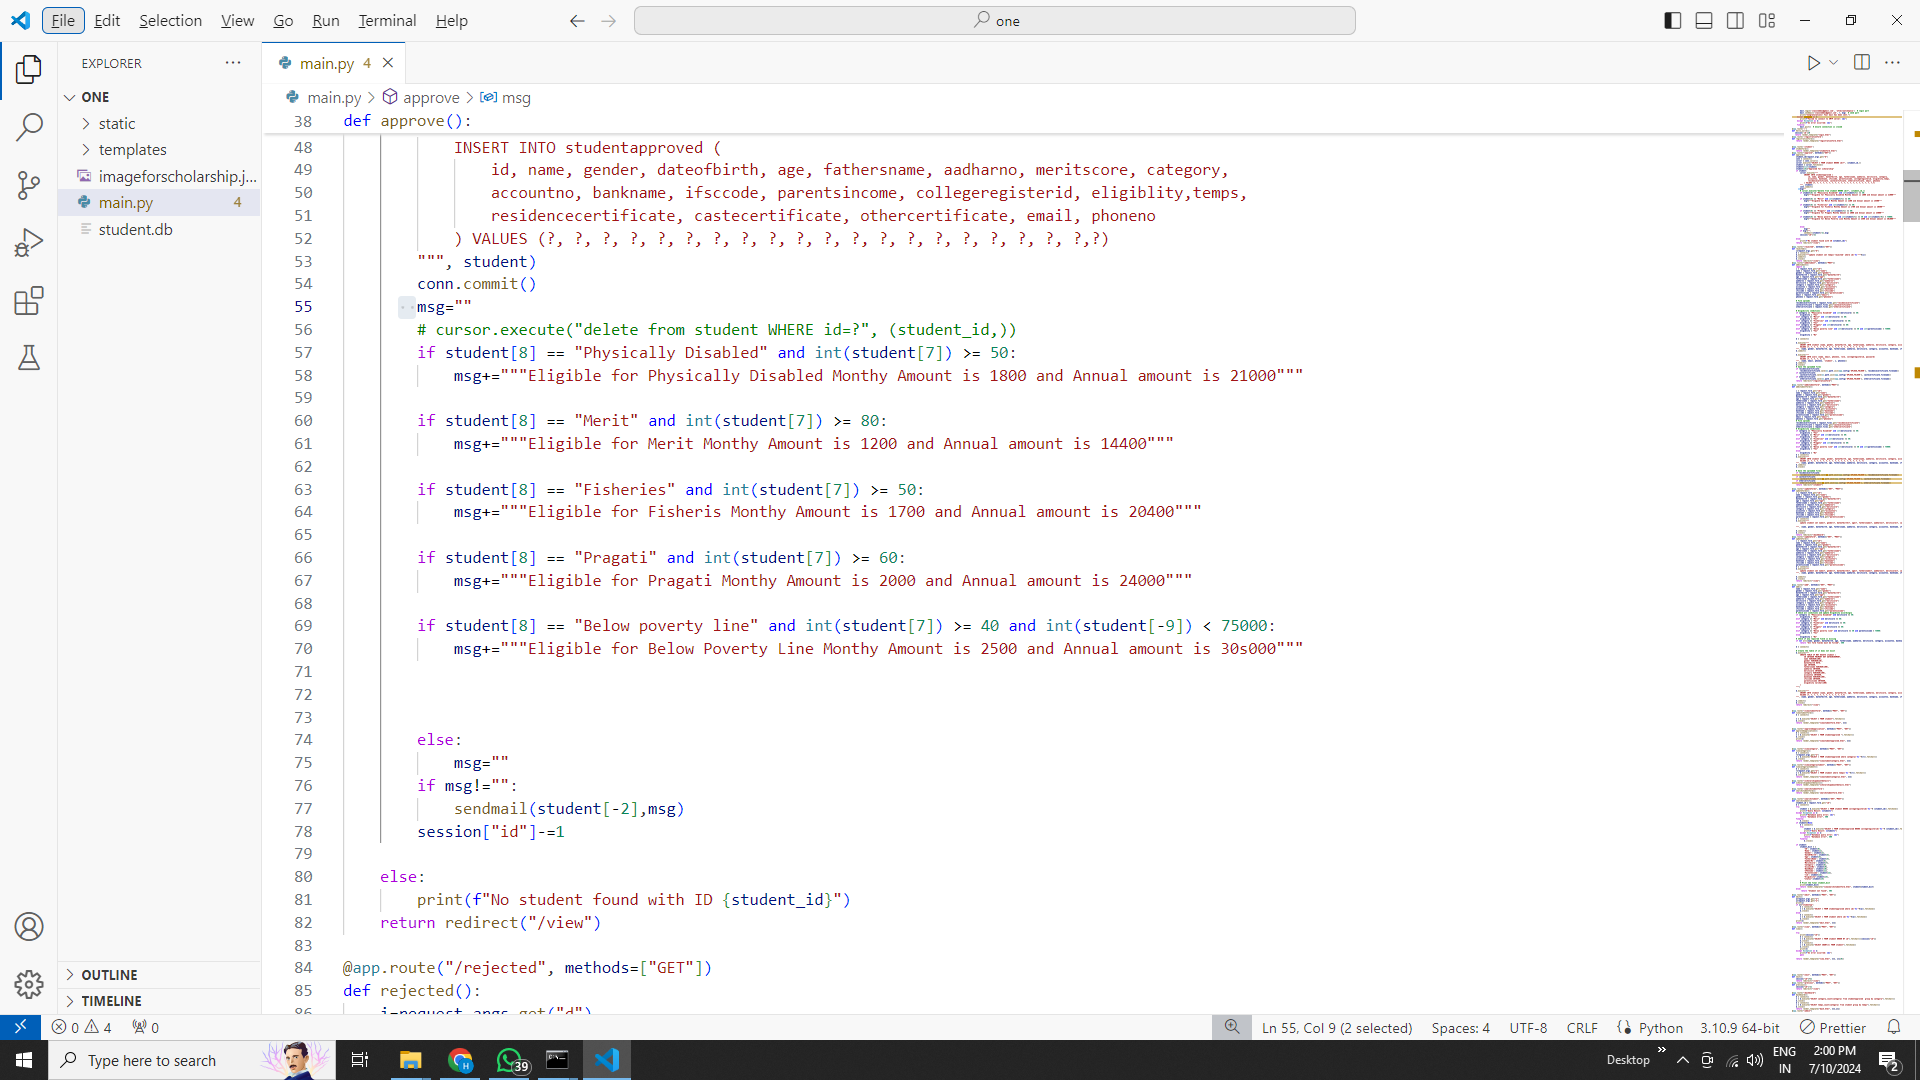 File Edit Selection View Go Run Terminal Help
one
EXPLORER
ONE
static
templates
imageforscholarship.j...
main.py 4
student.db
OUTLINE
TIMELINE
main.py 4
main.py > approve > msg
38 def approve():
48 INSERT INTO studentapproved (
49 id, name, gender, dateofbirth, age, fathersname, aadharno, meritscore, category,
50 accountno, bankname, ifsccode, parentsincome, collegeregisterid, eligiblity,temps,
51 residencecertificate, castecertificate, othercertificate, email, phoneno
52 ) VALUES (?, ?, ?, ?, ?, ?, ?, ?, ?, ?, ?, ?, ?, ?, ?, ?, ?, ?, ?, ?,?)
53 """, student)
54 conn.commit()
55 msg=""
56 # cursor.execute("delete from student WHERE id=?", (student_id,))
57 if student[8] == "Physically Disabled" and int(student[7]) >= 50:
58 msg+="""Eligible for Physically Disabled Monthy Amount is 1800 and Annual amount is 21000"""
59
60 if student[8] == "Merit" and int(student[7]) >= 80:
61 msg+="""Eligible for Merit Monthy Amount is 1200 and Annual amount is 14400"""
62
63 if student[8] == "Fisheries" and int(student[7]) >= 50:
64 msg+="""Eligible for Fisheris Monthy Amount is 1700 and Annual amount is 20400"""
65
66 if student[8] == "Pragati" and int(student[7]) >= 60:
67 msg+="""Eligible for Pragati Monthy Amount is 2000 and Annual amount is 24000"""
68
69 if student[8] == "Below poverty line" and int(student[7]) >= 40 and int(student[-9]) < 75000:
70 msg+="""Eligible for Below Poverty Line Monthy Amount is 2500 and Annual amount is 30s000"""
71
72
73
74 else:
75 msg=""
76 if msg!="":
77 sendmail(student[-2],msg)
78 session["id"]-=1
79
80 else:
81 print(f"No student found with ID {student_id}")
82 return redirect("/view")
83
84 @app.route("/rejected", methods=["GET"])
85 def rejected():
86 i=request.args.get("d")
0 4 0
Ln 55, Col 9 (2 selected) Spaces: 4 UTF-8 CRLF Python 3.10.9 64-bit Prettier
Type here to search
39
Desktop
ENG
IN
2:00 PM
7/10/2024
2